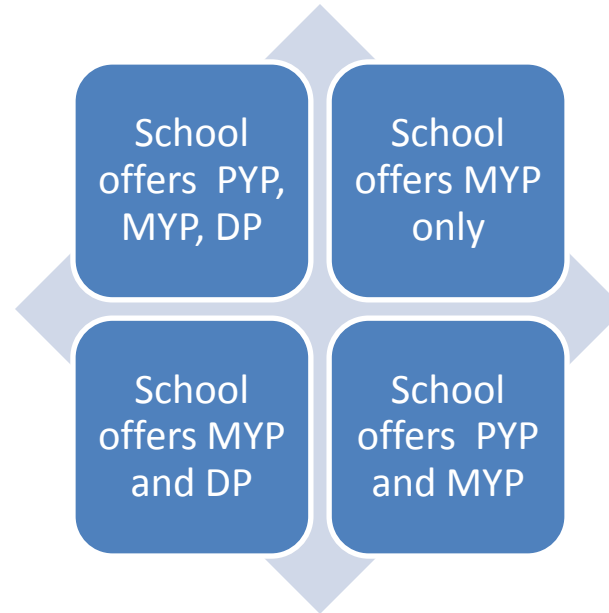 School
offers PYP,
MYP, DP
School
offers MYP
only
School
offers MYP
and DP
School
offers PYP
and MYP